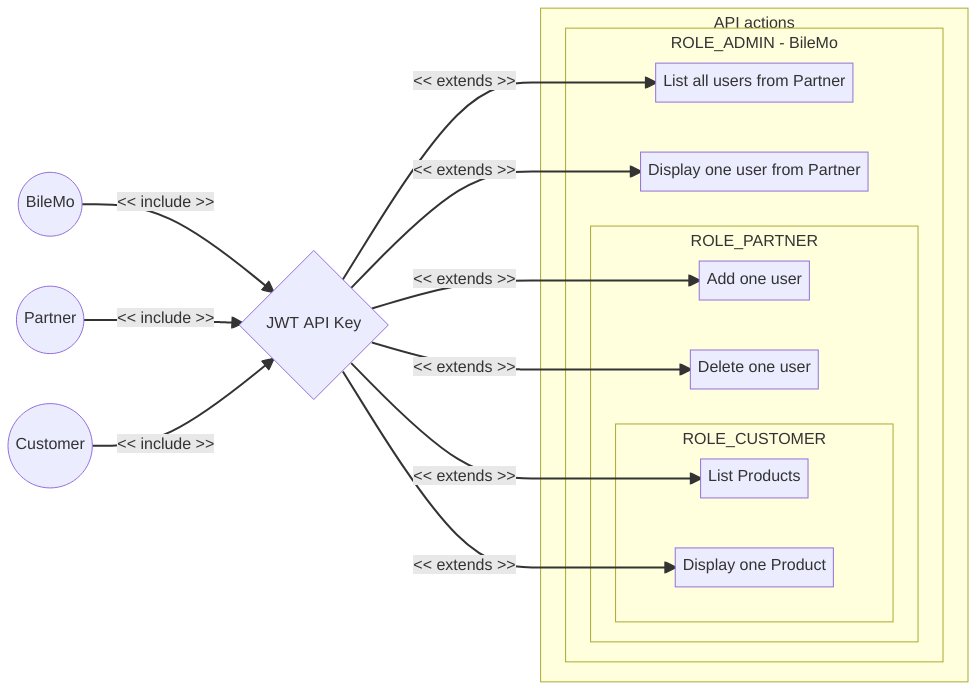 API actions
ROLE_ADMIN - BileMo
<< extends >>
List all users from Partner
<< extends >>
Display one user from Partner
BileMo
<< include >>
ROLE_PARTNER
<< extends >>
Add one user
Partner
<< include >>
JWT API Key
<< extends >>
Delete one user
Customer
<< include >>
ROLE_CUSTOMER
<< extends >>
List Products
<< extends >>
Display one Product